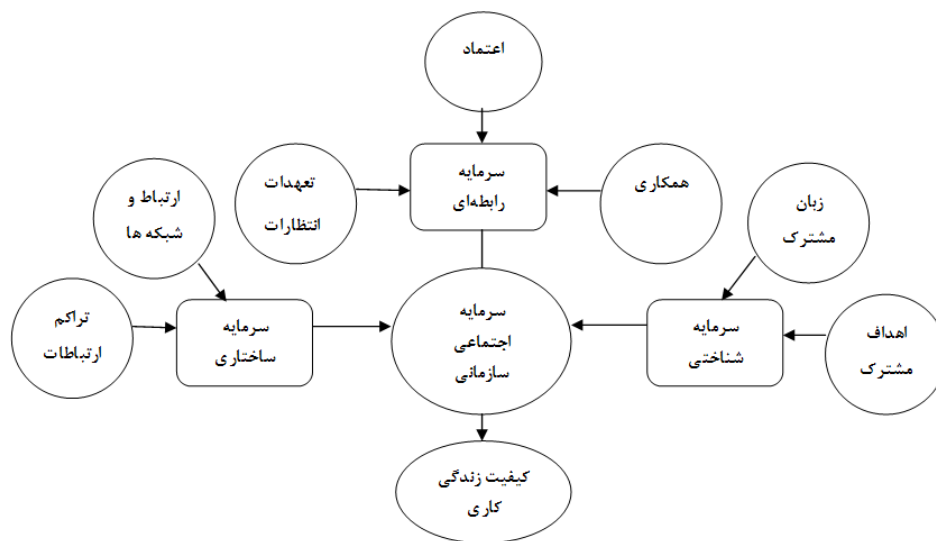 اعتماد
سرمایه
رابطه‌ای
تعهدات
انتظارات
همکاری
زبان
مشترک
ارتباط و
شبکه ها
سرمایه
اجتماعی
سازمانی
سرمایه
شناختی
اهداف
مشترک
سرمایه
ساختاری
تراکم
ارتباطات
کیفیت زندگی
کاری